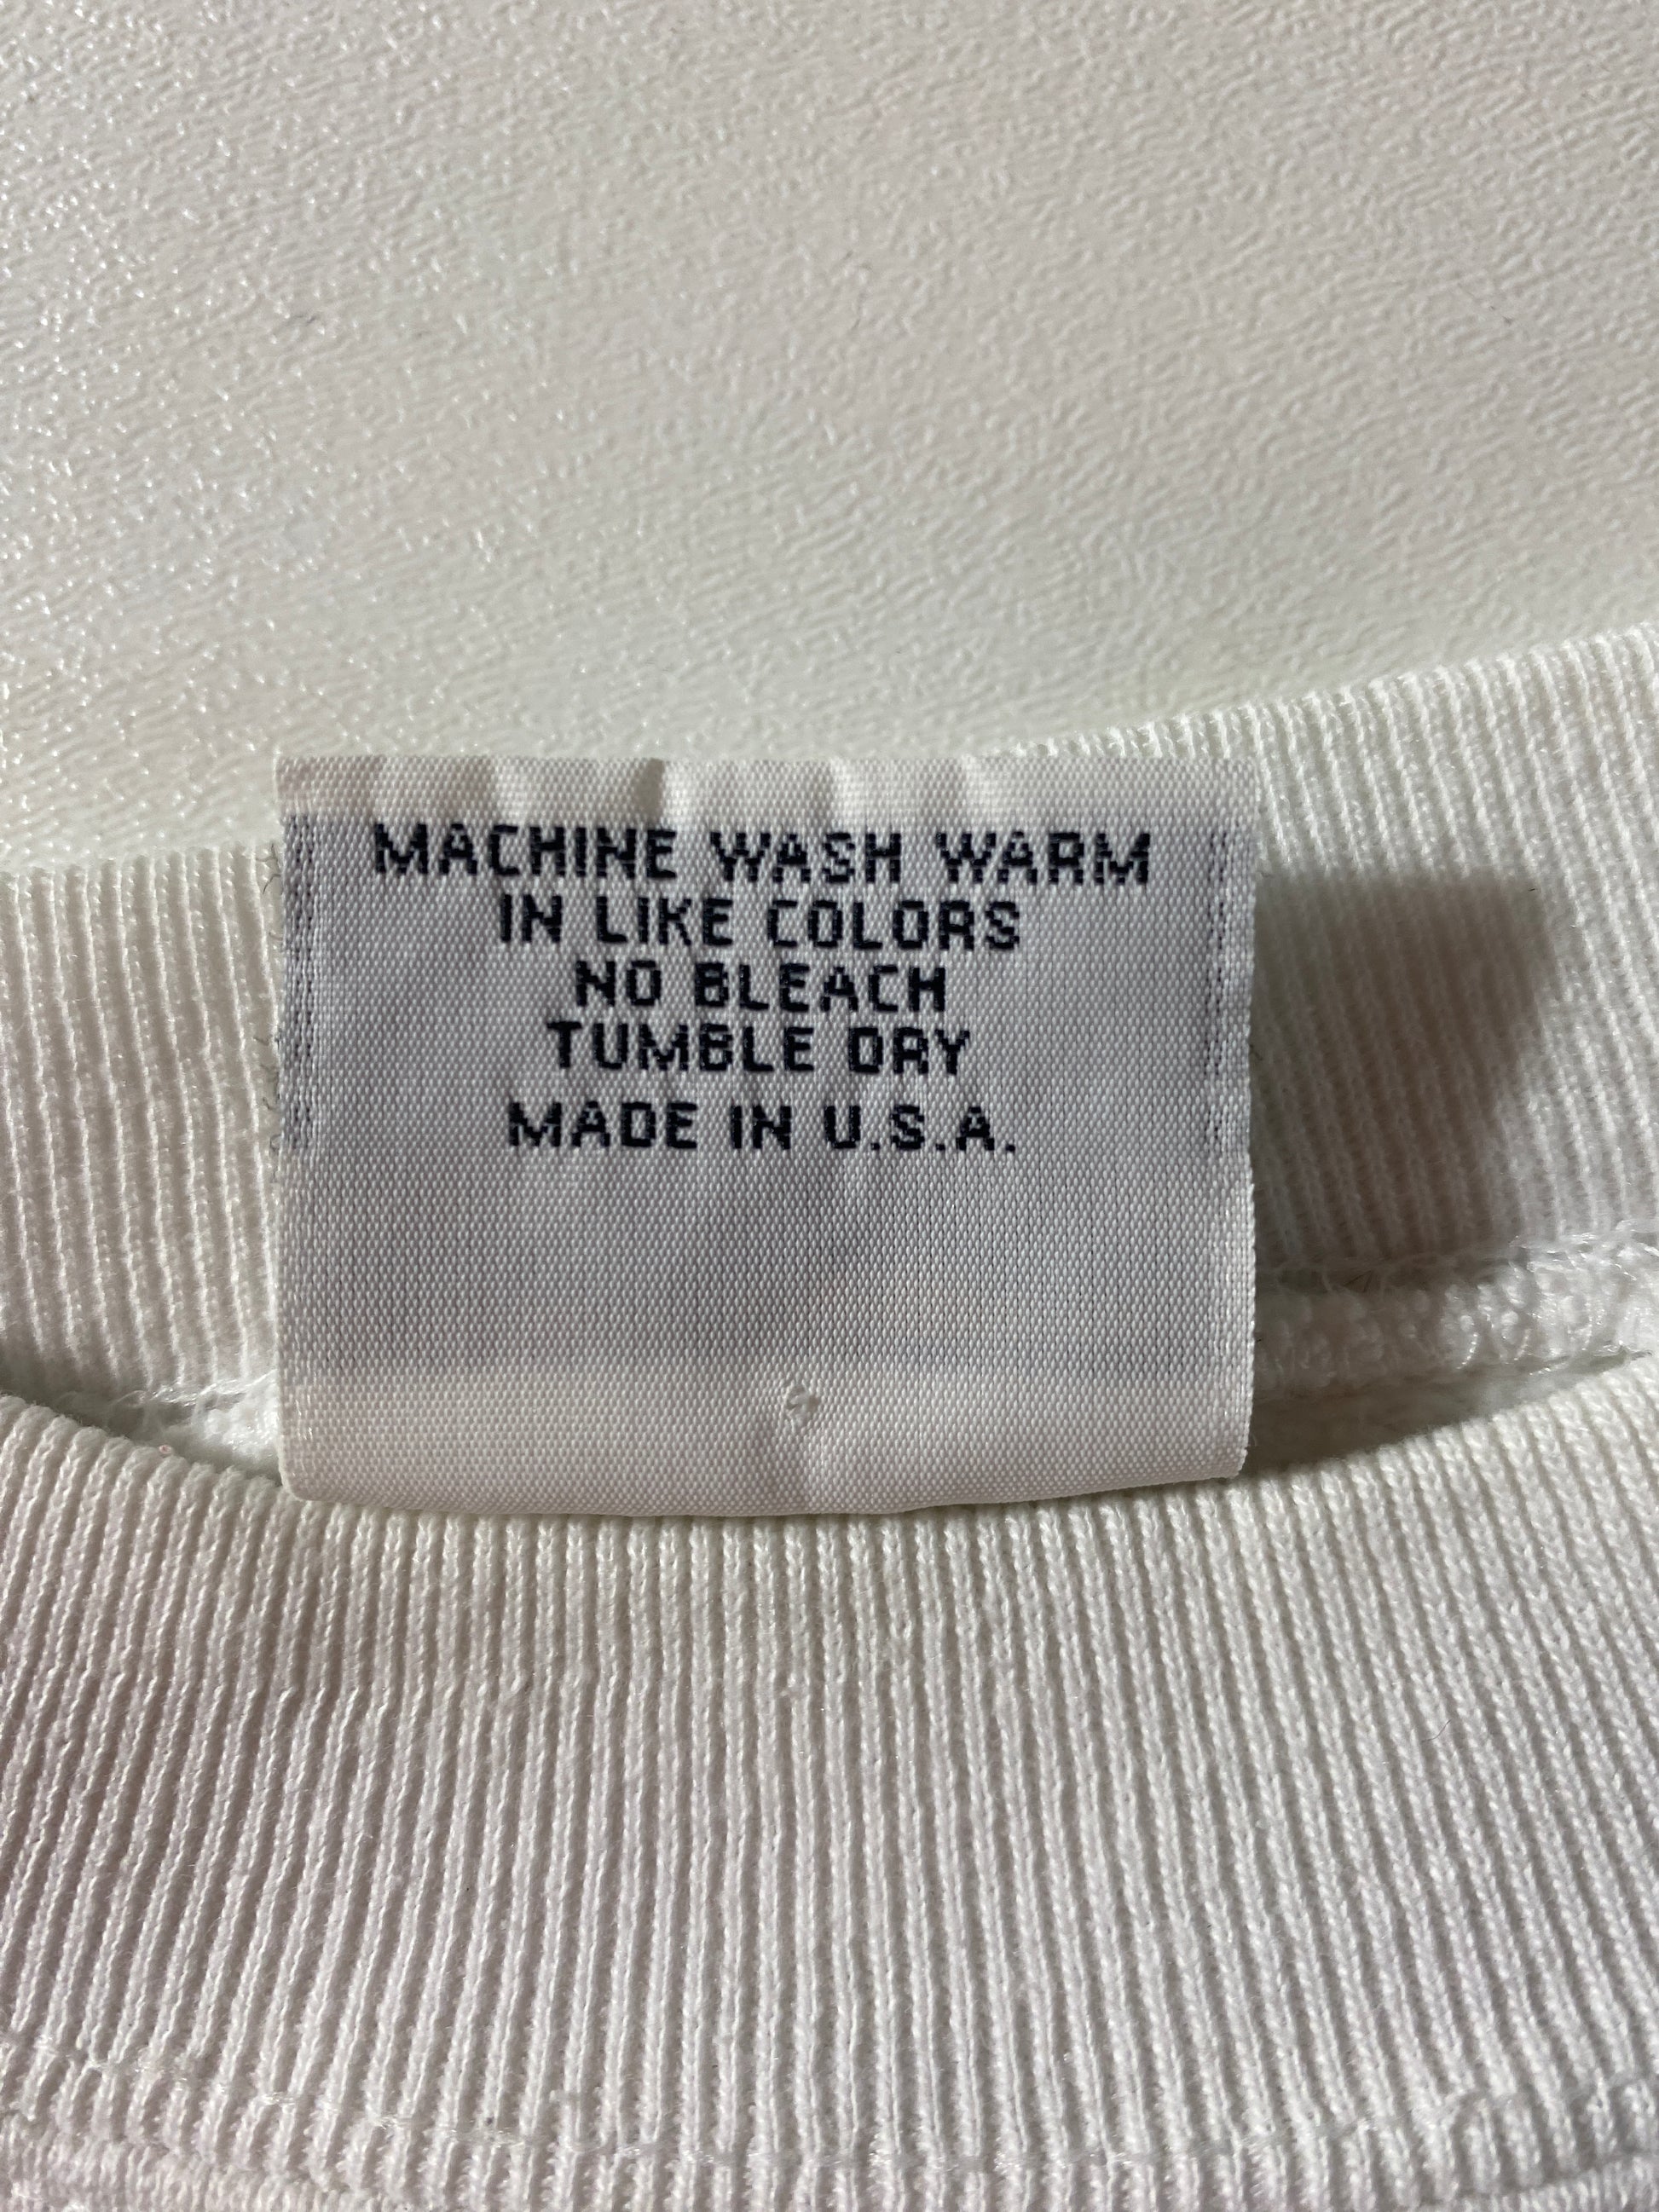 MACHINE WASH WARM
IN LIKE COLORS
NO BLEACH
TUMBLE DRY
MADE IN U.S.A.